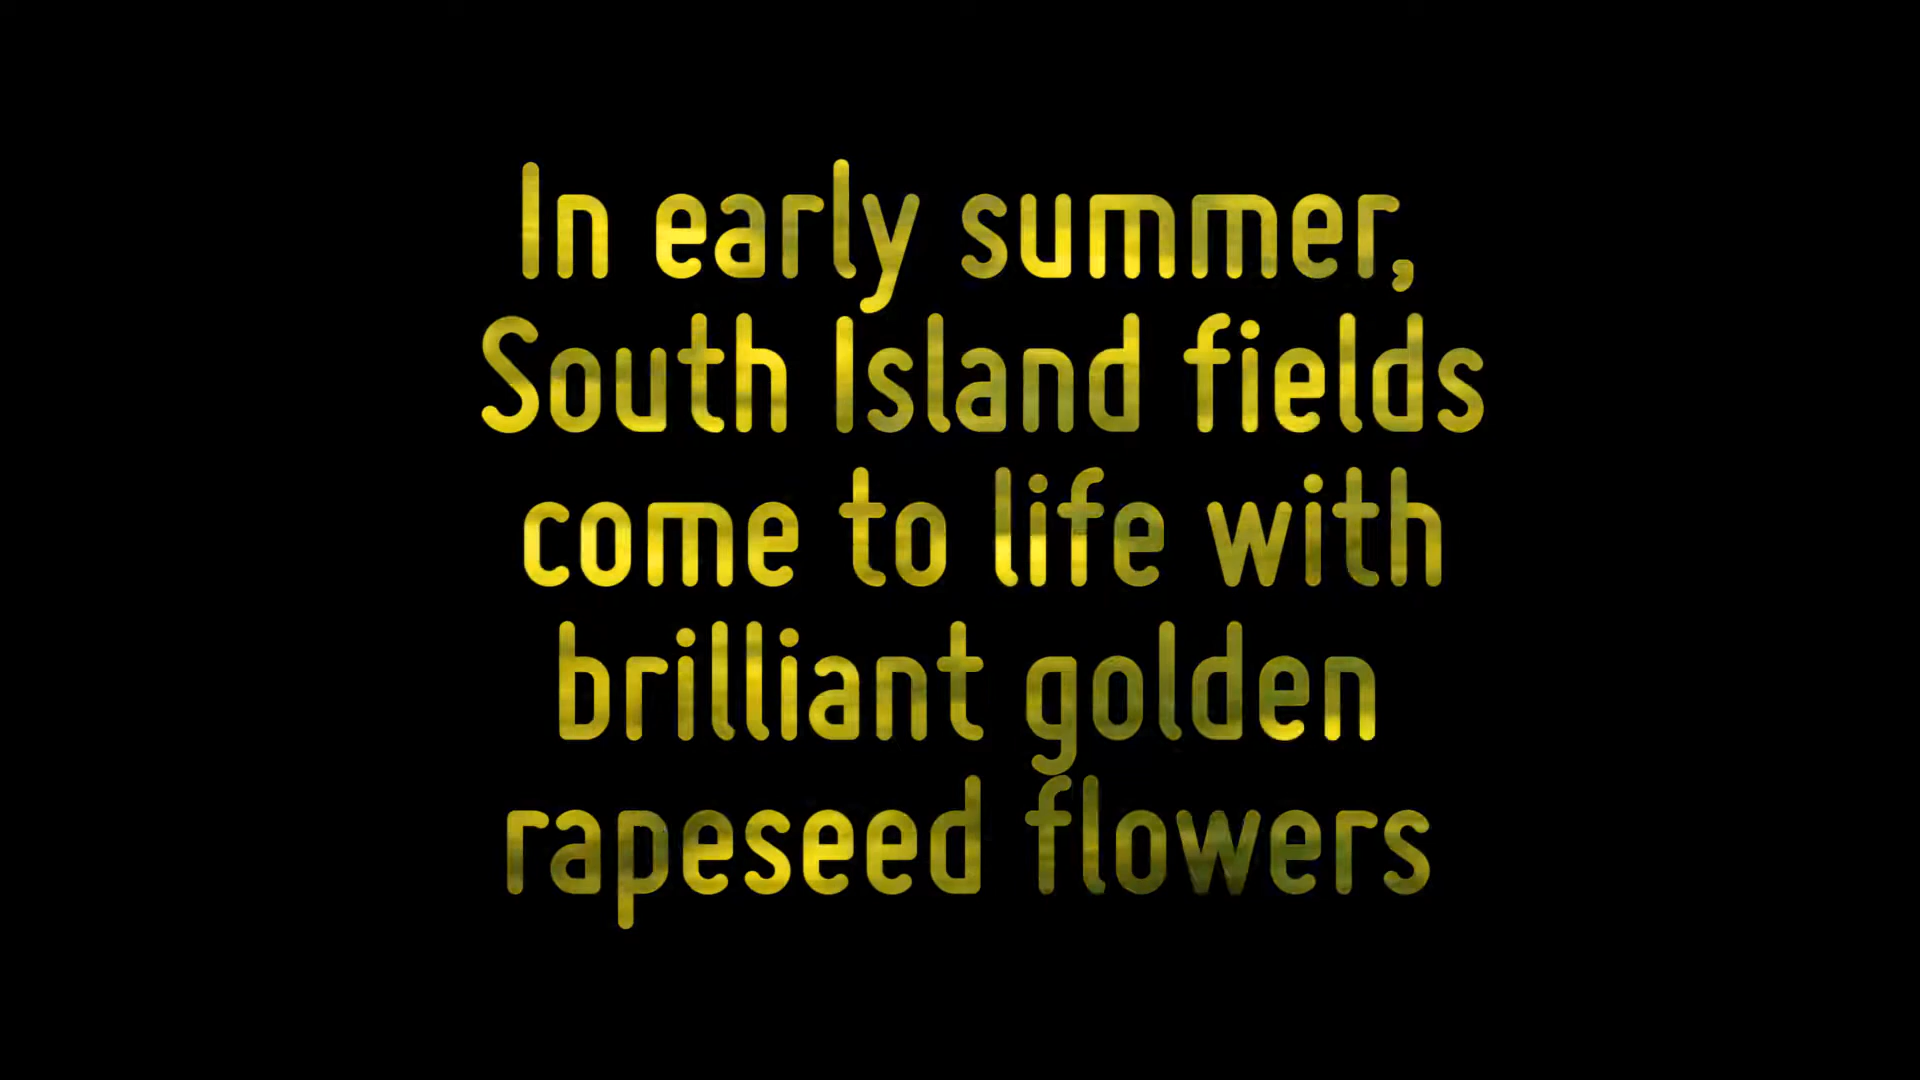 In early summer,
South Island fields
come to life with
brilliant golden
rapeseed flowers